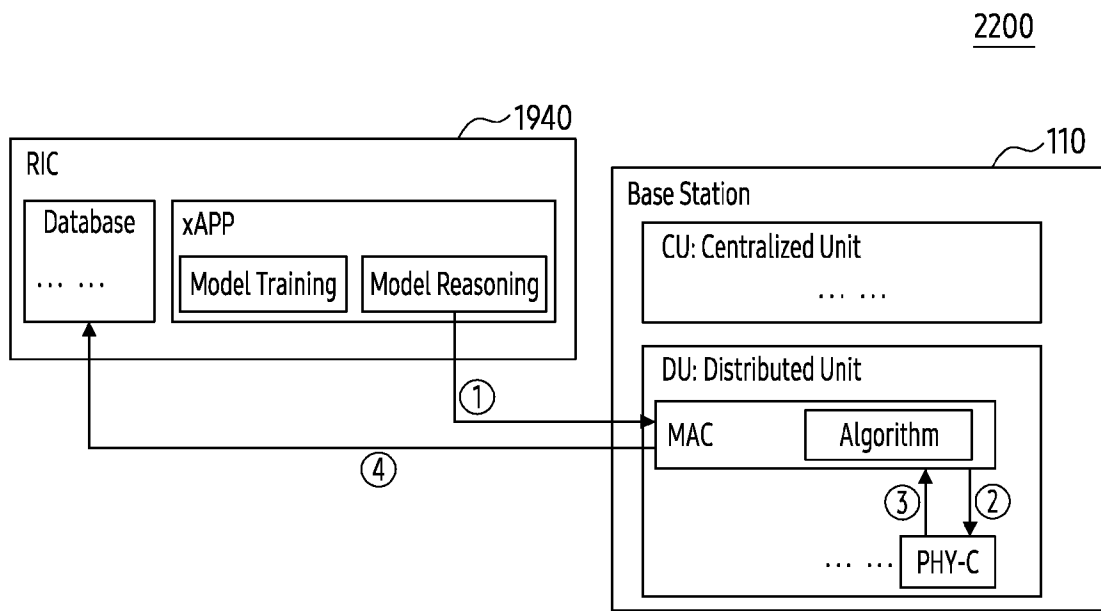 2200
1940
RIC
Database
... ...
xAPP
Model Training
Model Reasoning
110
Base Station
CU: Centralized Unit
... ...
DU: Distributed Unit
MAC
Algorithm
①
④
③
②
... ...
PHY-C